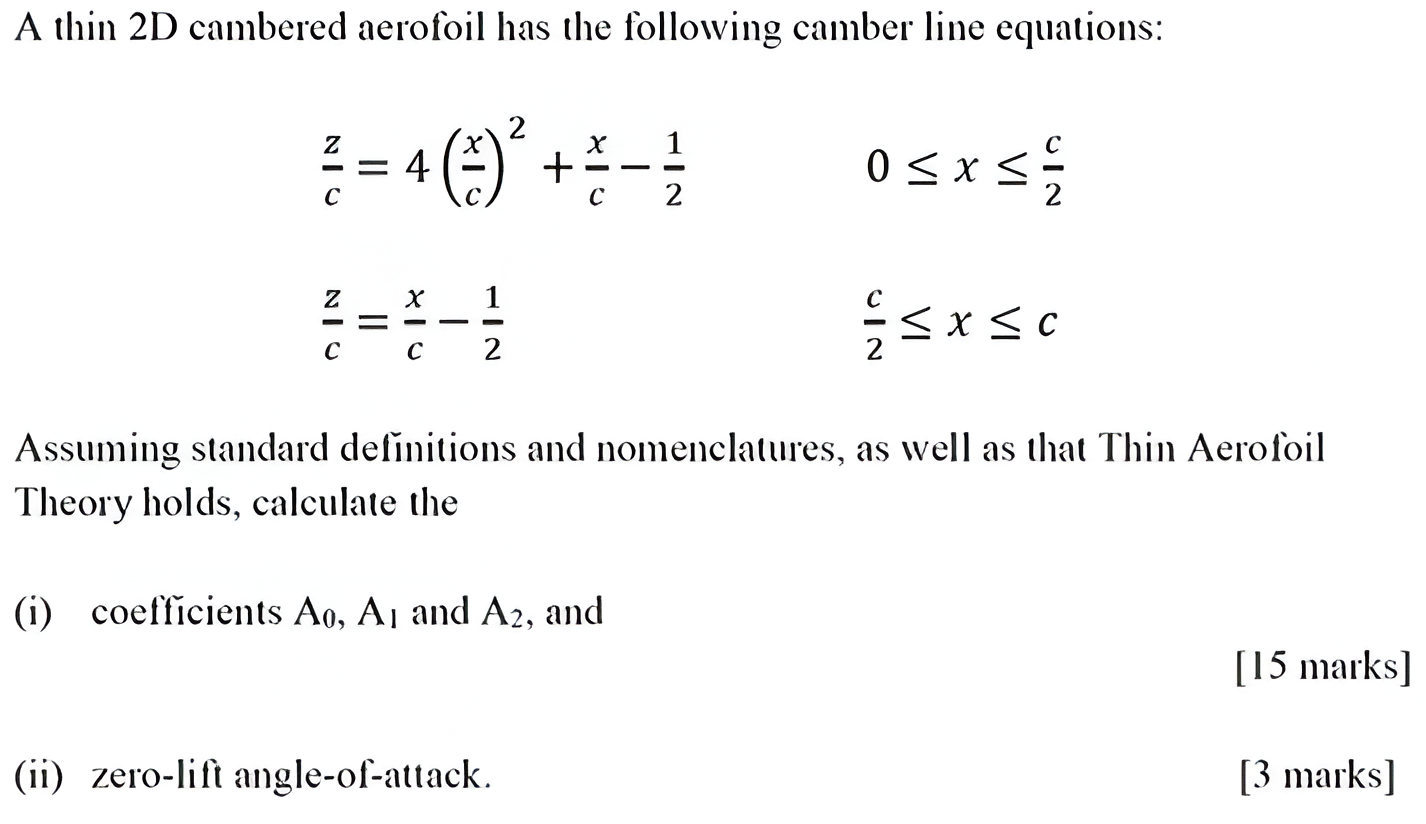 A thin 2D cambered aerofoil has the following camber line equations:
z/c = 4(x/c)² + x/c − 1/2    0 ≤ x ≤ c/2
z/c = x/c − 1/2    c/2 ≤ x ≤ c
Assuming standard definitions and nomenclatures, as well as that Thin Aerofoil
Theory holds, calculate the
(i) coefficients A₀, A₁ and A₂, and
[15 marks]
(ii) zero-lift angle-of-attack. [3 marks]